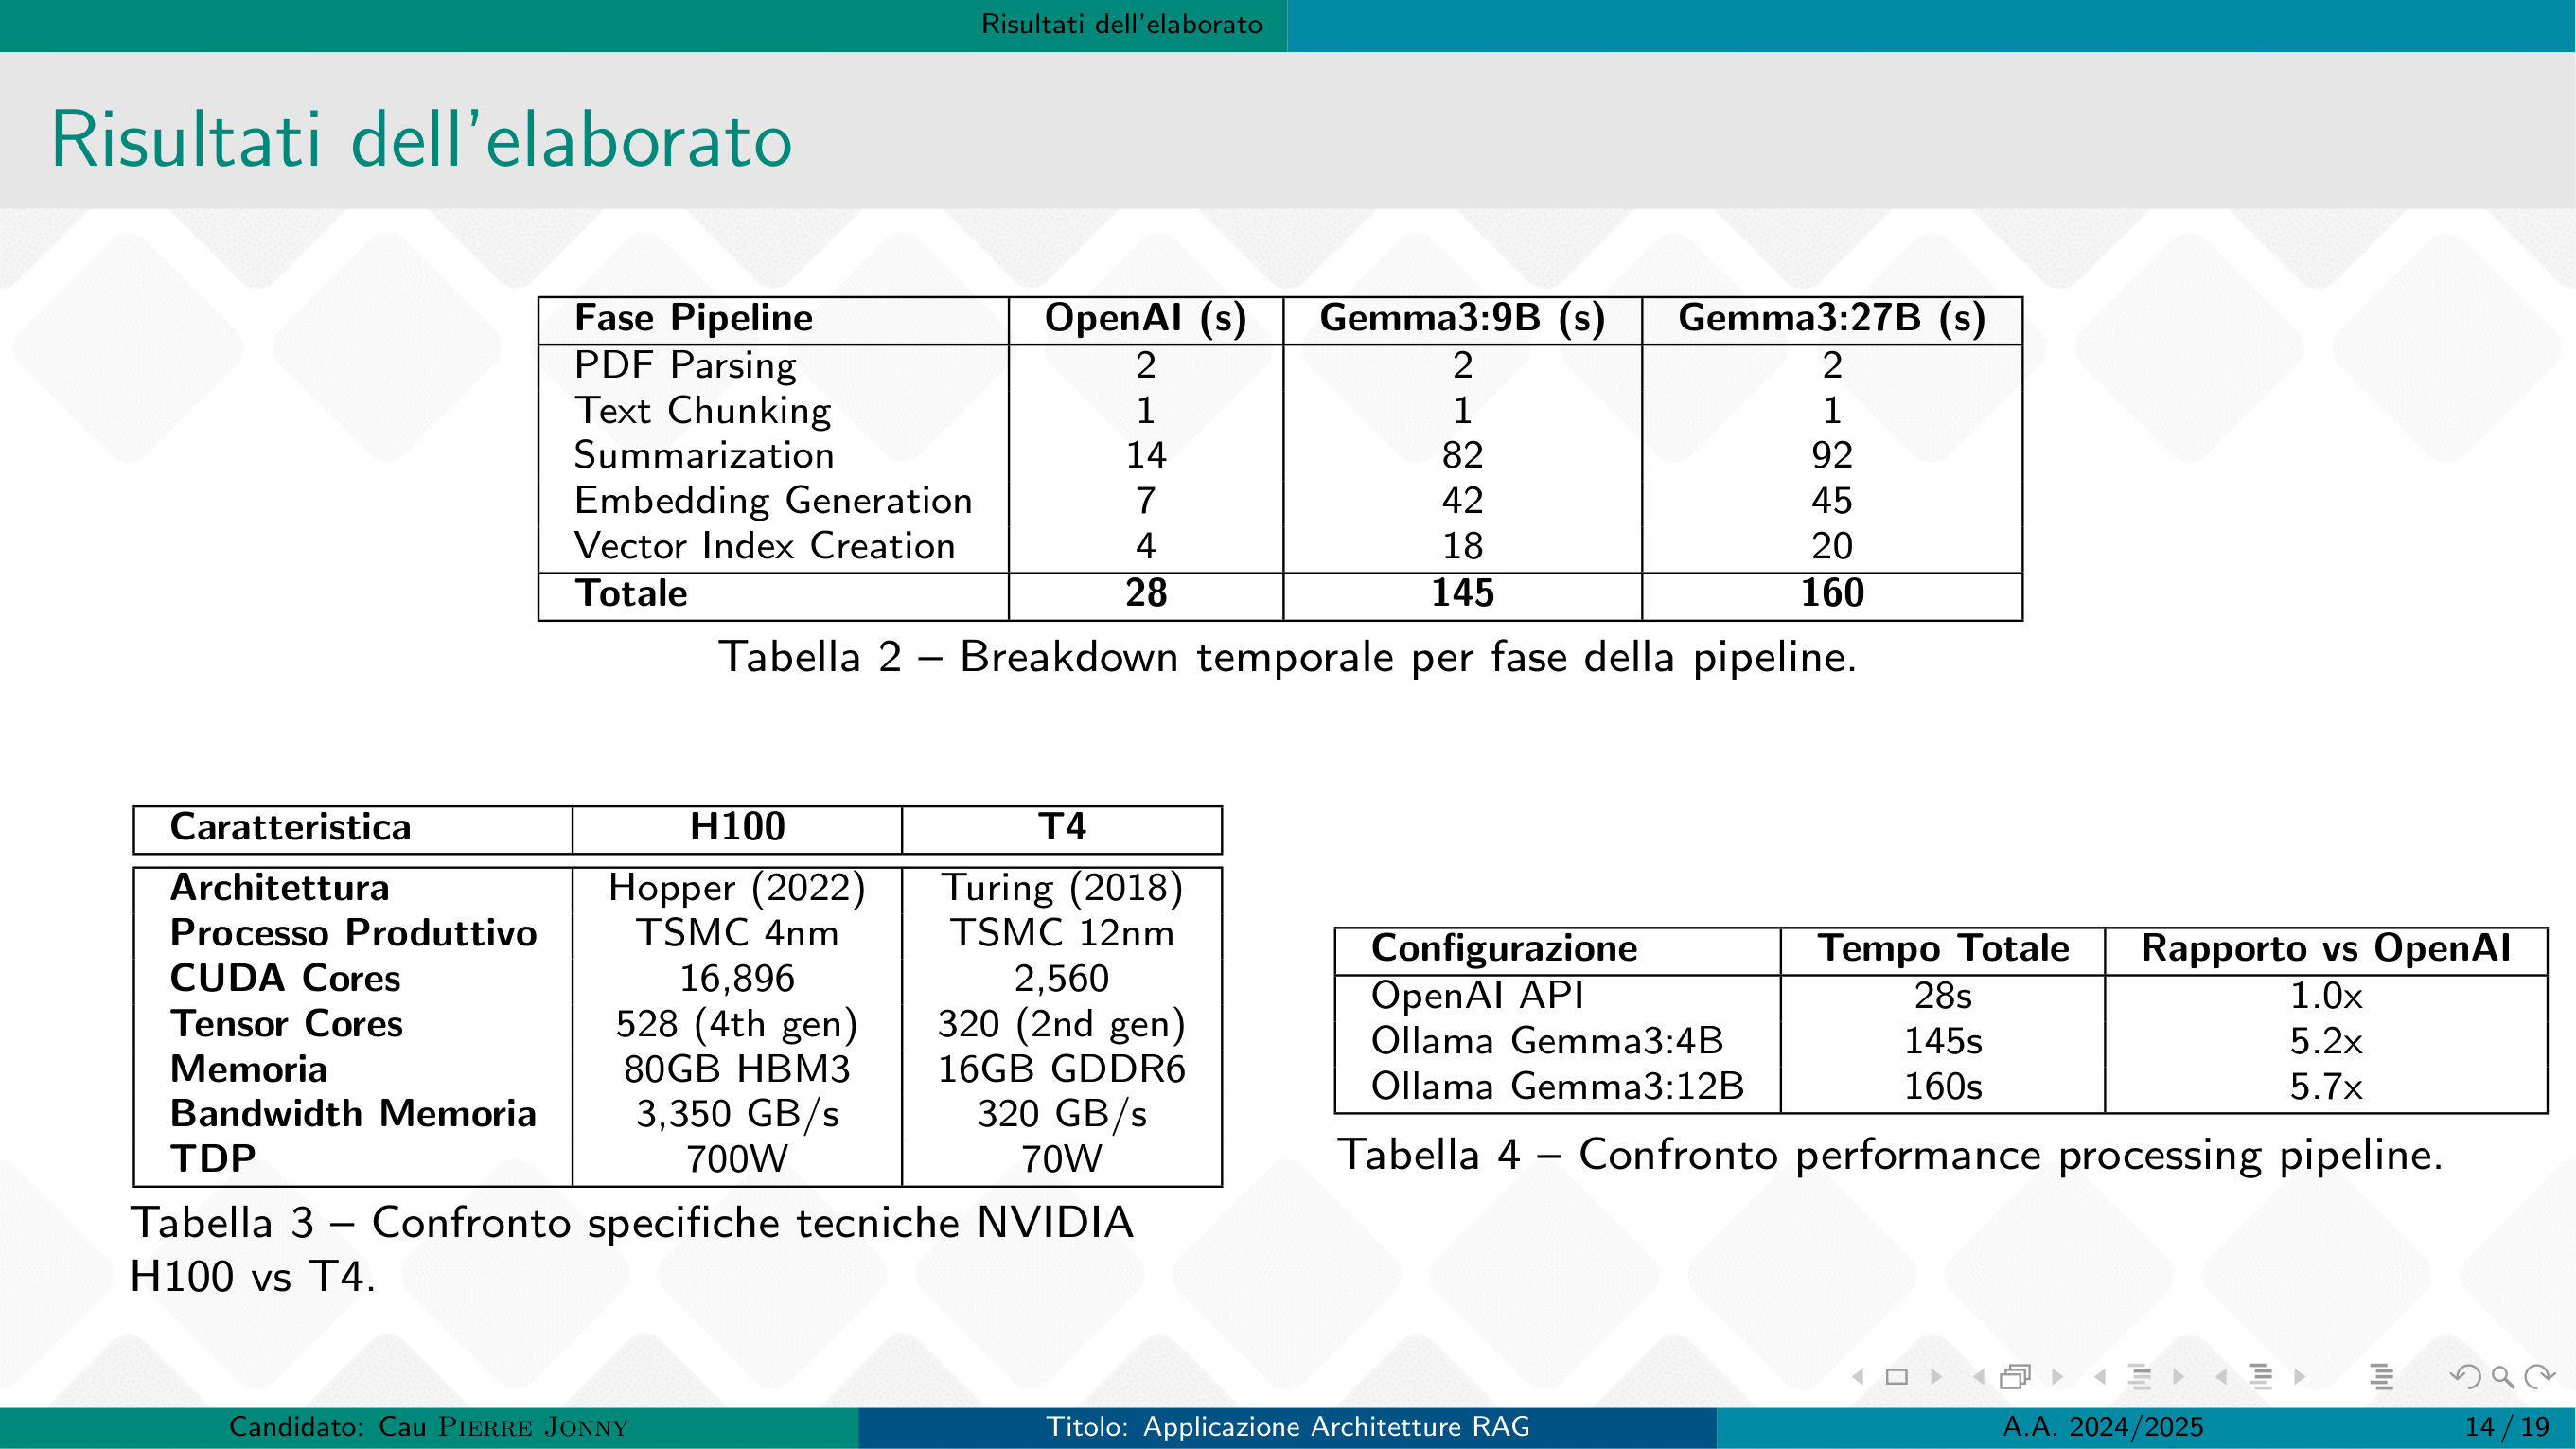 Risultati dell'elaborato
Risultati dell'elaborato
Fase Pipeline OpenAI (s) Gemma3:9B (s) Gemma3:27B (s)
PDF Parsing 2 2 2
Text Chunking 1 1 1
Summarization 14 82 92
Embedding Generation 7 42 45
Vector Index Creation 4 18 20
Totale 28 145 160
Tabella 2 – Breakdown temporale per fase della pipeline.
Caratteristica H100 T4
Architettura Hopper (2022) Turing (2018)
Processo Produttivo TSMC 4nm TSMC 12nm
CUDA Cores 16,896 2,560
Tensor Cores 528 (4th gen) 320 (2nd gen)
Memoria 80GB HBM3 16GB GDDR6
Bandwidth Memoria 3,350 GB/s 320 GB/s
TDP 700W 70W
Tabella 3 – Confronto specifiche tecniche NVIDIA
H100 vs T4.
Configurazione Tempo Totale Rapporto vs OpenAI
OpenAI API 28s 1.0x
Ollama Gemma3:4B 145s 5.2x
Ollama Gemma3:12B 160s 5.7x
Tabella 4 – Confronto performance processing pipeline.
Candidato: Cau Pierre Jonny Titolo: Applicazione Architetture RAG A.A. 2024/2025 14 / 19